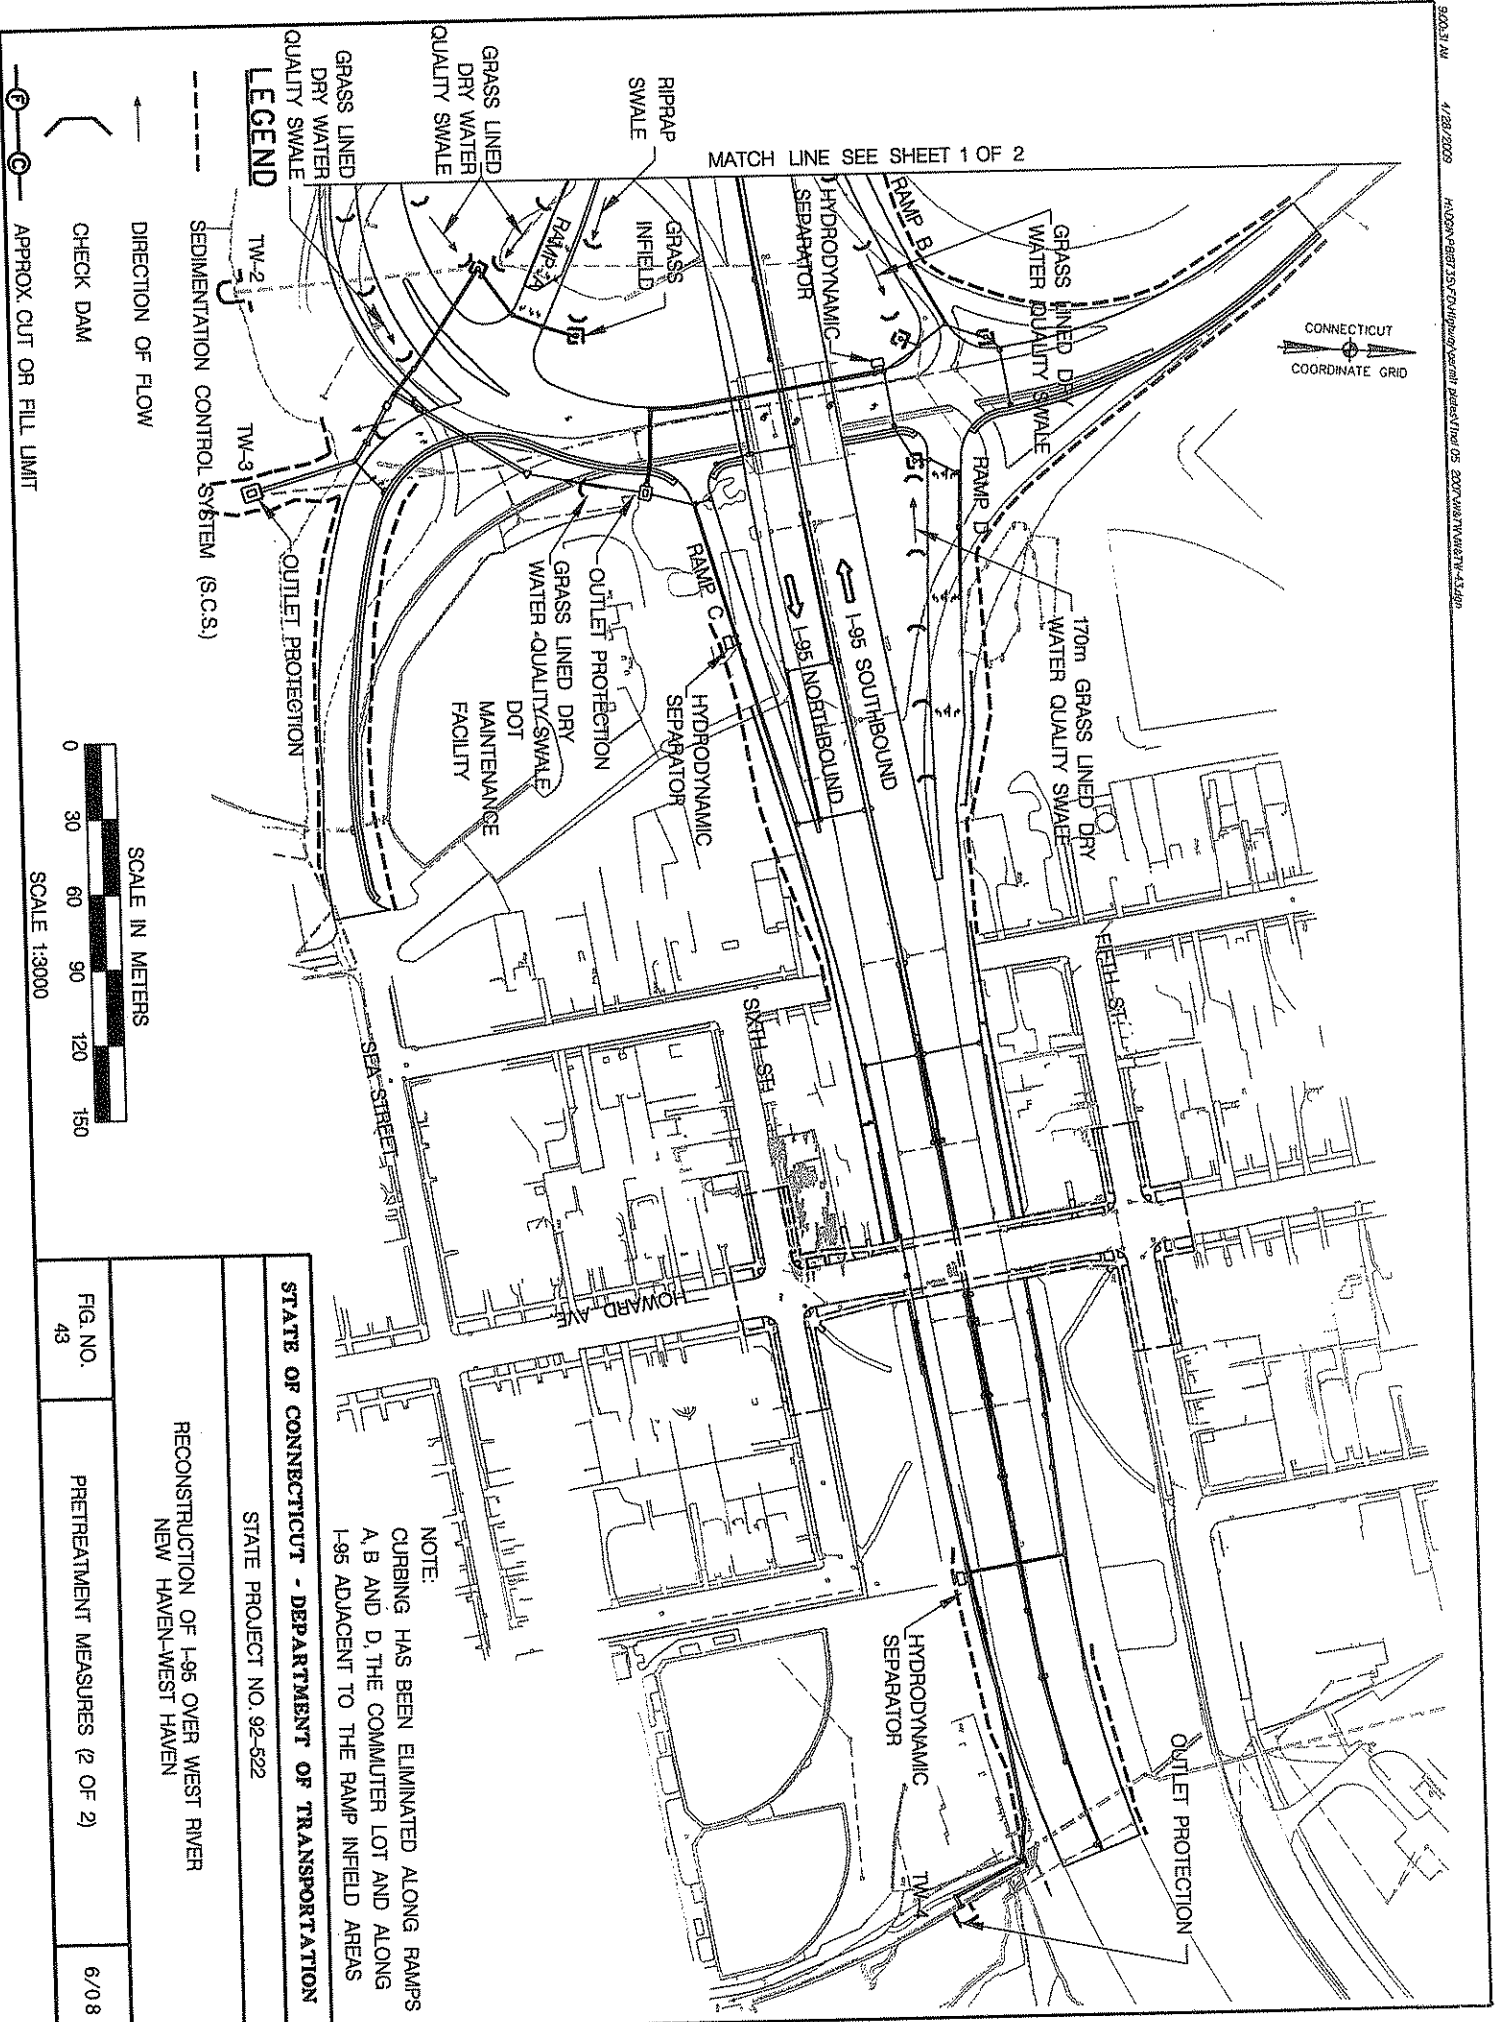 9:00:31 AM 4/28/2009
MATCH LINE SEE SHEET 1 OF 2
CONNECTICUT
COORDINATE GRID
RIPRAP
SWALE
GRASS LINED
DRY WATER
QUALITY SWALE
GRASS LINED
DRY WATER
QUALITY SWALE
GRASS
INFIELD
HYDRODYNAMIC
SEPARATOR
RAMP B
GRASS LINED DRY
WATER QUALITY SWALE
RAMP A
RAMP D
170m GRASS LINED DRY
WATER QUALITY SWALE
I-95 SOUTHBOUND
I-95 NORTHBOUND
RAMP C
HYDRODYNAMIC
SEPARATOR
OUTLET PROTECTION
GRASS LINED DRY
WATER QUALITY SWALE
DOT
MAINTENANCE
FACILITY
TW-2
TW-3
OUTLET PROTECTION
FIFTH ST.
SIXTH ST.
SEA STREET
HOWARD AVE
HYDRODYNAMIC
SEPARATOR
TW-4
OUTLET PROTECTION
LEGEND
SEDIMENTATION CONTROL SYSTEM (S.C.S.)
DIRECTION OF FLOW
CHECK DAM
F C APPROX. CUT OR FILL LIMIT
SCALE IN METERS
0 30 60 90 120 150
SCALE 1:3000
NOTE:
CURBING HAS BEEN ELIMINATED ALONG RAMPS
A, B AND D, THE COMMUTER LOT AND ALONG
I-95 ADJACENT TO THE RAMP INFIELD AREAS
STATE OF CONNECTICUT - DEPARTMENT OF TRANSPORTATION
STATE PROJECT NO. 92-522
RECONSTRUCTION OF I-95 OVER WEST RIVER
NEW HAVEN-WEST HAVEN
FIG. NO.
43
PRETREATMENT MEASURES (2 OF 2)
6/08